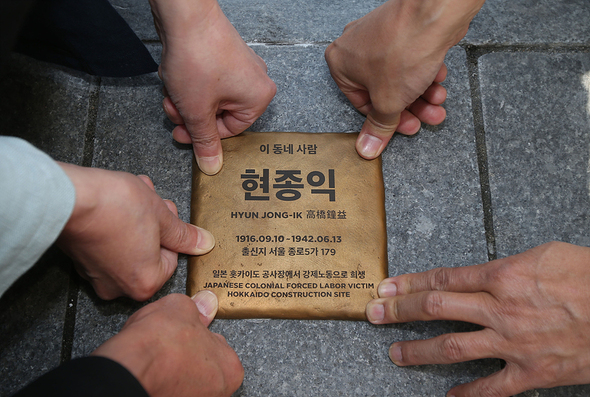 이 동네 사람
현종익
HYUN JONG-IK 高橋鐘益
1916.09.10 - 1942.06.13
출신지 서울 종로5가 179
일본 홋카이도 공사장에서 강제노동으로 희생
JAPANESE COLONIAL FORCED LABOR VICTIM
HOKKAIDO CONSTRUCTION SITE